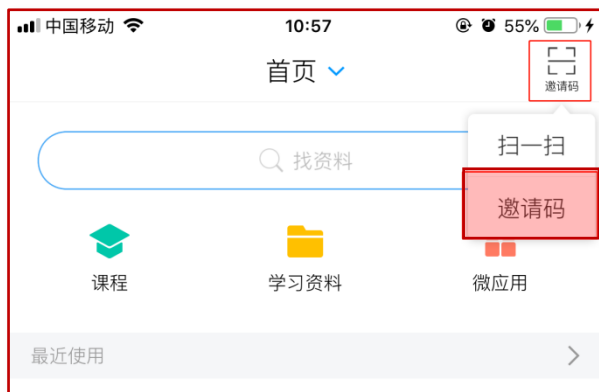 中国移动 10:57 55%
首页
邀请码
扫一扫
找资料
邀请码
课程 学习资料 微应用
最近使用